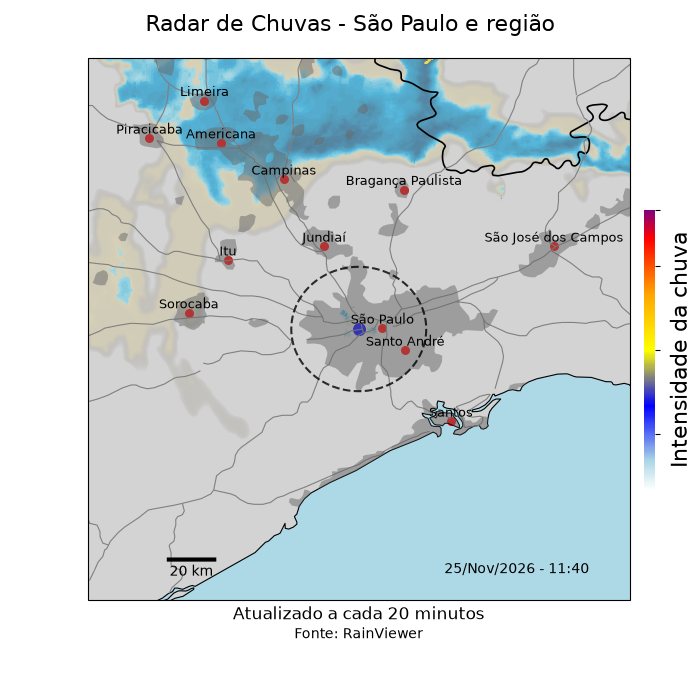 Radar de Chuvas - São Paulo e região
Limeira
Piracicaba
Americana
Campinas
Bragança Paulista
Jundiaí
São José dos Campos
Itu
Sorocaba
São Paulo
Santo André
Santos
Intensidade da chuva
20 km
25/Nov/2026 - 11:40
Atualizado a cada 20 minutos
Fonte: RainViewer